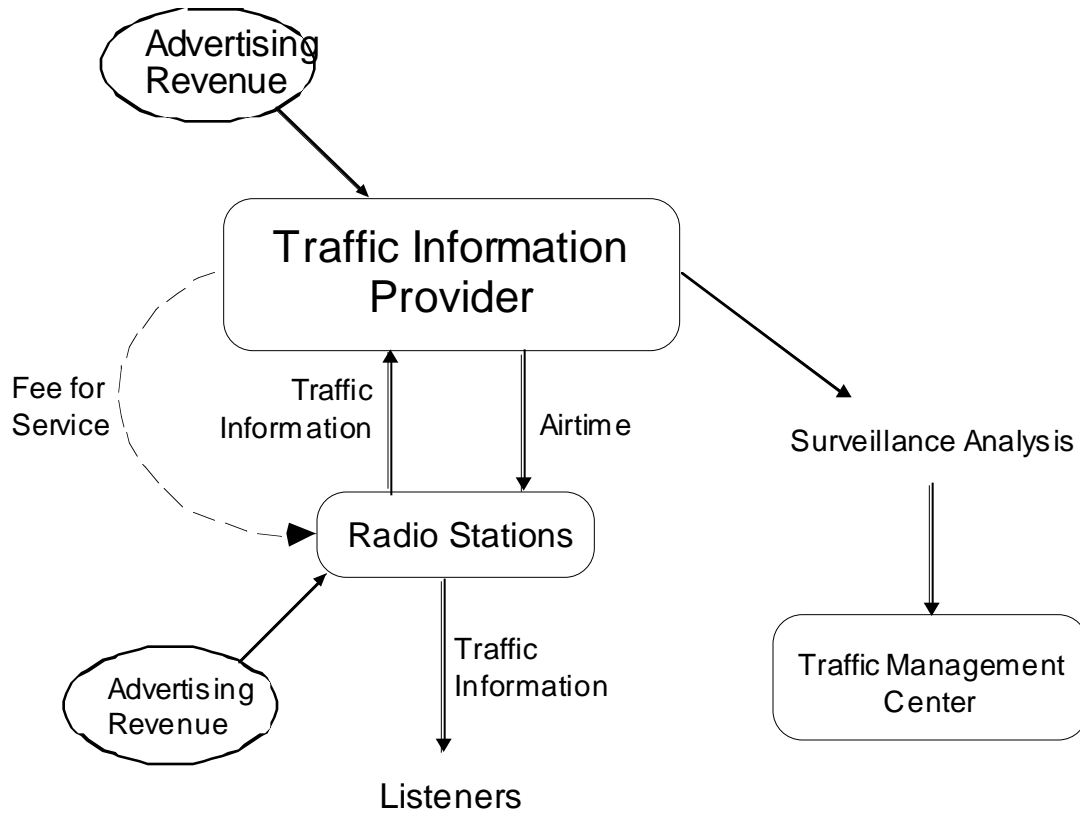 Advertising
Revenue
Traffic Information
Provider
Fee for
Service
Traffic
Information
Airtime
Surveillance Analysis
Radio Stations
Traffic
Information
Advertising
Revenue
Traffic Management
Center
Listeners